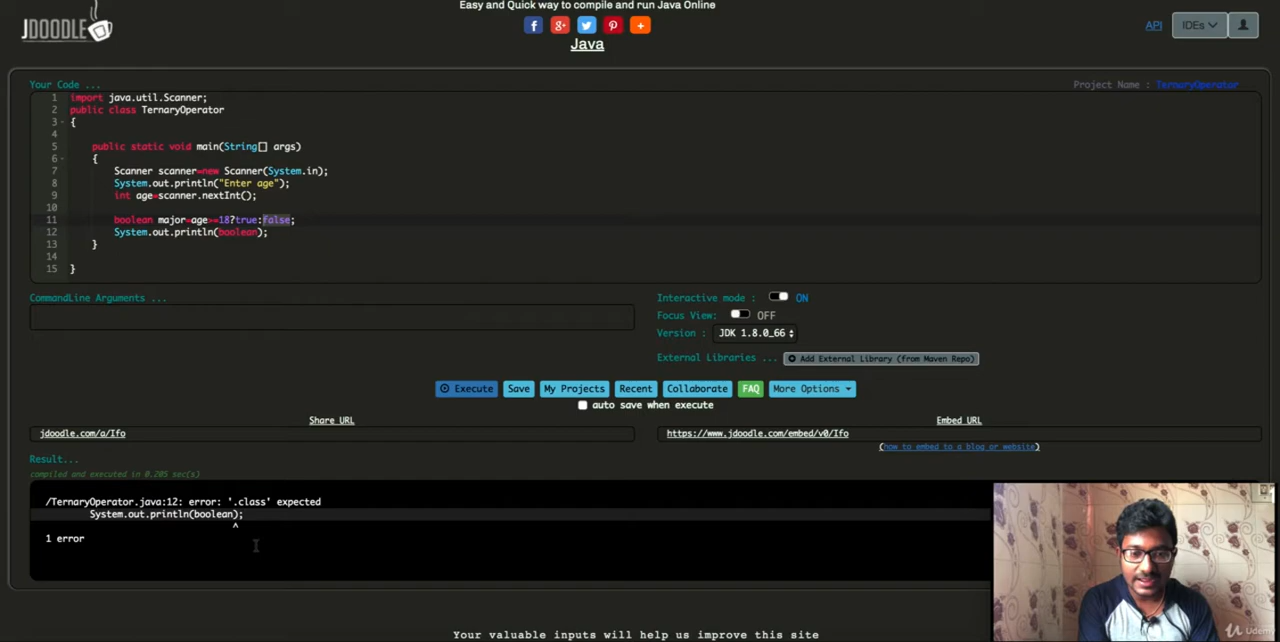 Easy and Quick way to compile and run Java Online
JDOODLE
Java
API
IDEs
Your Code ...
Project Name : TernaryOperator
1 import java.util.Scanner;
2 public class TernaryOperator
3 {
4
5 public static void main(String[] args)
6 {
7 Scanner scanner=new Scanner(System.in);
8 System.out.println("Enter age");
9 int age=scanner.nextInt();
10
11 boolean major=age>=18?true:false;
12 System.out.println(boolean);
13 }
14
15 }
CommandLine Arguments ...
Interactive mode : ON
Focus View: OFF
Version : JDK 1.8.0_66
External Libraries ... Add External Library (from Maven Repo)
Execute Save My Projects Recent Collaborate FAQ More Options
auto save when execute
Share URL
Embed URL
jdoodle.com/a/Ifo
https://www.jdoodle.com/embed/v0/Ifo
(how to embed to a blog or website)
Result...
compiled and executed in 0.205 sec(s)
/TernaryOperator.java:12: error: '.class' expected
System.out.println(boolean);
^
1 error
Your valuable inputs will help us improve this site
Udemy